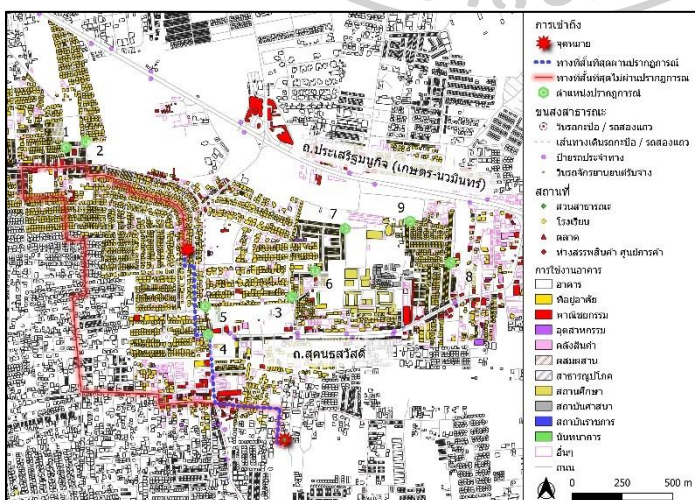 การเข้าถึง
จุดหมาย
ทางที่สั้นที่สุดผ่านปรากฏการณ์
ทางที่สั้นที่สุดไม่ผ่านปรากฏการณ์
ตำแหน่งปรากฏการณ์
ขนส่งสาธารณะ
วินรถกะป๊อ / รถสองแถว
เส้นทางเดินรถกะป๊อ / รถสองแถว
ป้ายรถประจำทาง
วินรถจักรยานยนต์รับจ้าง
สถานที่
สวนสาธารณะ
โรงเรียน
ตลาด
ห่างสรรพสินค้า ศูนย์การค้า
การใช้งานอาคาร
อาคาร
ที่อยู่อาศัย
พาณิชยกรรม
อุตสาหกรรม
คลังสินค้า
ผสมผสาน
สาธารณูปโภค
สถานศึกษา
สถาบันศาสนา
สถาบันราชการ
นันทนาการ
อื่นๆ
ถนน
0 250 500 m
ถ.ประเสริฐมนูกิจ (เกษตร-นวมินทร์)
1
2
7
9
6
8
3
5
4
ถ.สุคนธสวัสดิ์